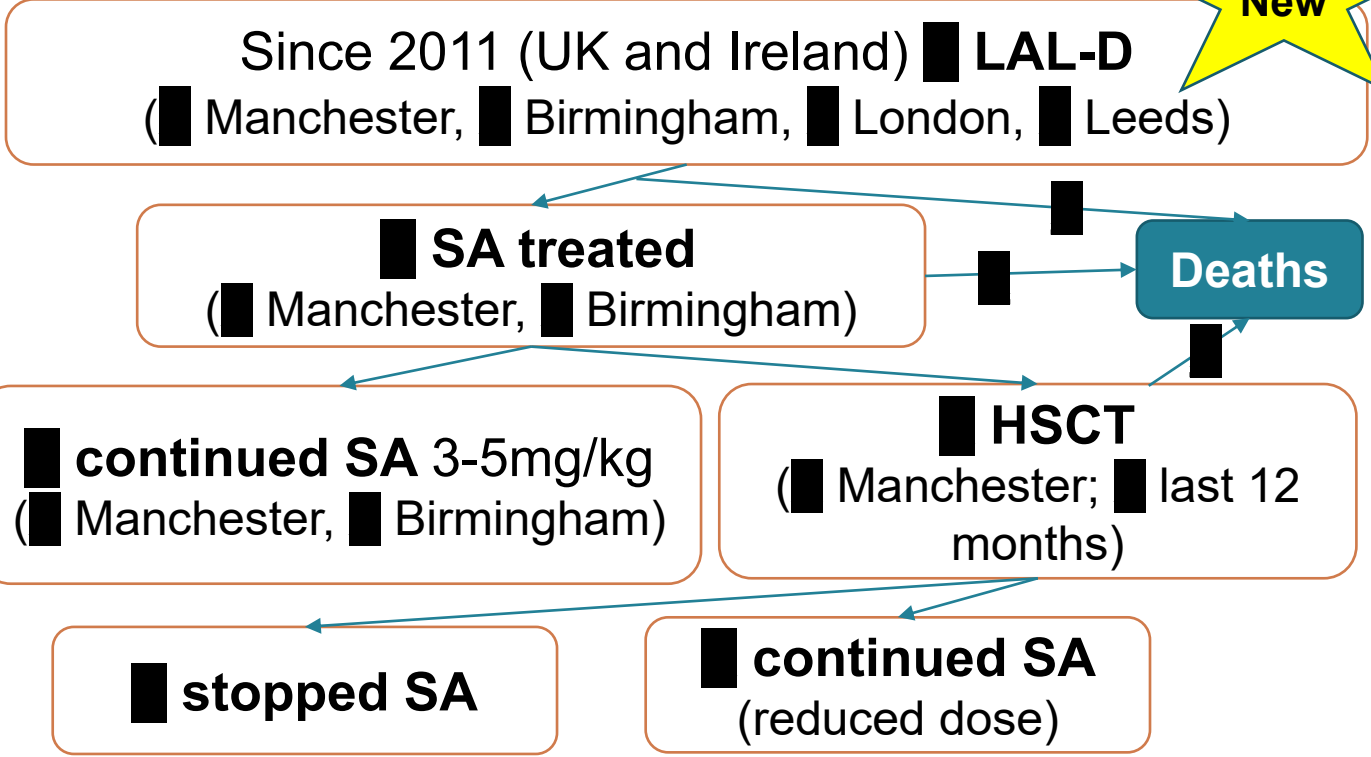 New
Since 2011 (UK and Ireland) █ LAL-D
(█ Manchester, █ Birmingham, █ London, █ Leeds)
█ SA treated
(█ Manchester, █ Birmingham)
Deaths
█ continued SA 3-5mg/kg
(█ Manchester, █ Birmingham)
█ HSCT
(█ Manchester; █ last 12
months)
█ stopped SA
█ continued SA
(reduced dose)